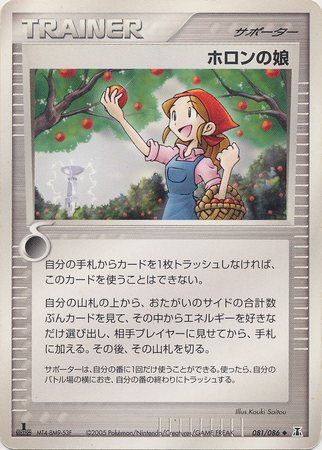 TRAINER
サポーター
ホロンの娘
自分の手札からカードを1枚トラッシュしなければ、
このカードを使うことはできない。
自分の山札の上から、おたがいのサイドの合計数
ぶんカードを見て、その中からエネルギーを好きな
だけ選び出し、相手プレイヤーに見せてから、手札
に加える。その後、その山札を切る。
サポーターは、自分の番に1回だけ使うことができる。使ったら、自分の
バトル場の横におき、自分の番の終わりにトラッシュする。
Illus.Kouki Saitou
1 MT4-BM9-53F ©2005 Pokémon/Nintendo/Creatures/GAME FREAK 081/086 ◆